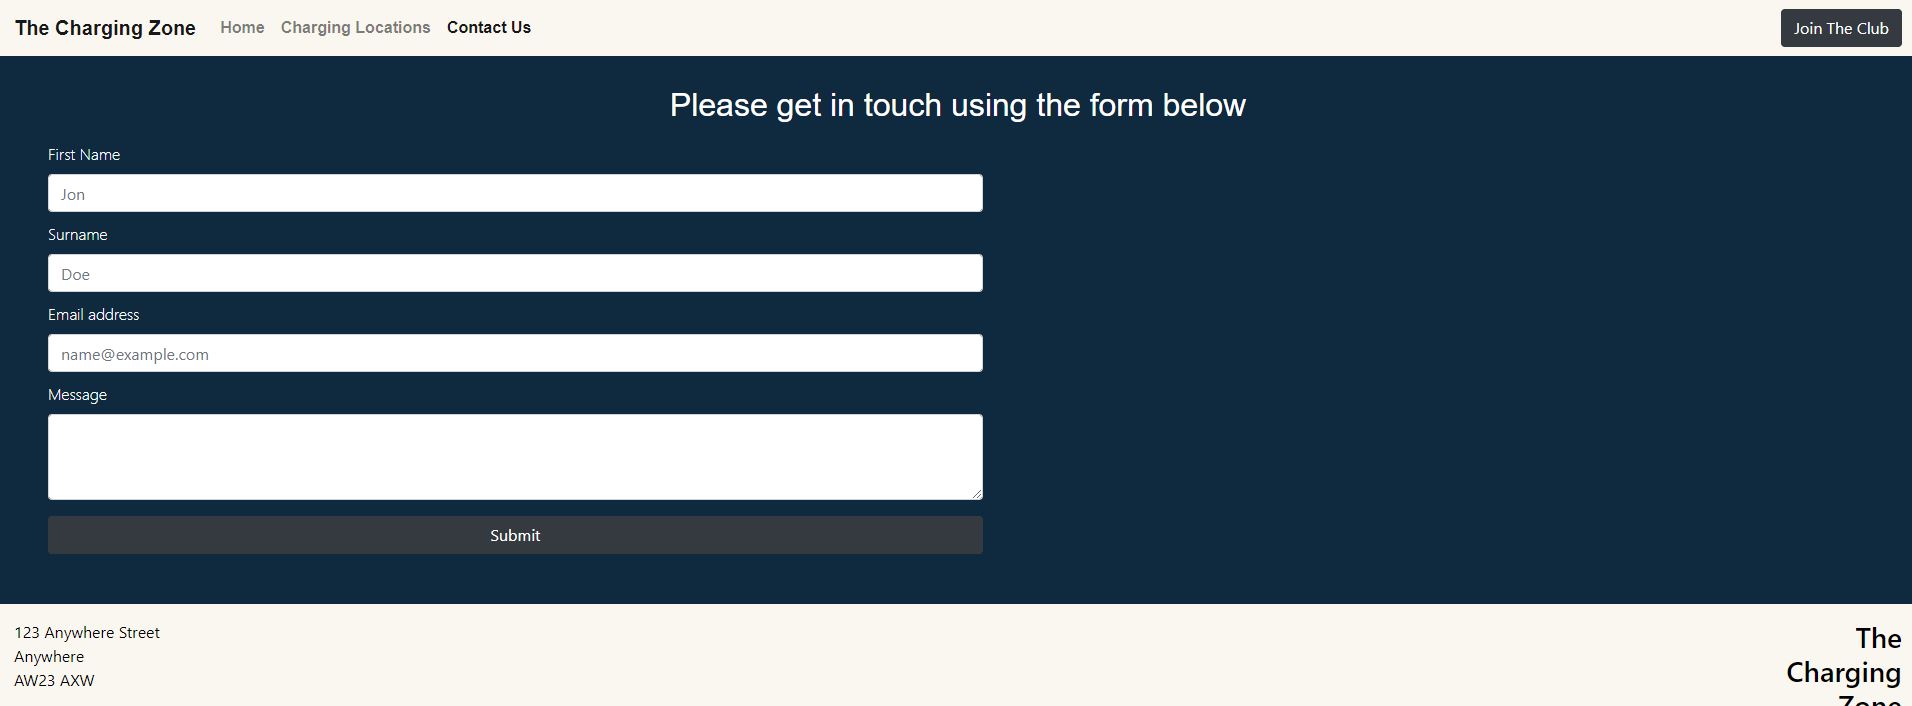 The Charging Zone Home Charging Locations Contact Us Join The Club
Please get in touch using the form below
First Name
Jon
Surname
Doe
Email address
name@example.com
Message
Submit
123 Anywhere Street
Anywhere
AW23 AXW
The
Charging
Zone